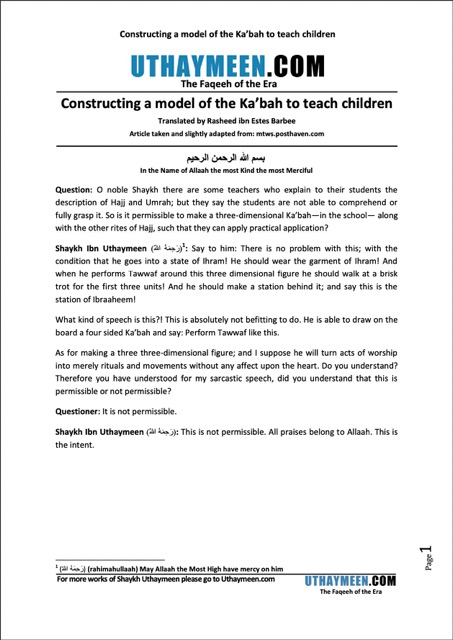 Constructing a model of the Ka’bah to teach children
UTHAYMEEN.COM
The Faqeeh of the Era
Constructing a model of the Ka’bah to teach children
Translated by Rasheed ibn Estes Barbee
Article taken and slightly adapted from: mtws.posthaven.com
بسم الله الرحمن الرحيم
In the Name of Allaah the most Kind the most Merciful
Question: O noble Shaykh there are some teachers who explain to their students the
description of Hajj and Umrah; but they say the students are not able to comprehend or
fully grasp it. So is it permissible to make a three-dimensional Ka’bah—in the school— along
with the other rites of Hajj, such that they can apply practical application?
Shaykh Ibn Uthaymeen (رَحِمَهُ اللهُ)1: Say to him: There is no problem with this; with the
condition that he goes into a state of Ihram! He should wear the garment of Ihram! And
when he performs Tawwaf around this three dimensional figure he should walk at a brisk
trot for the first three units! And he should make a station behind it; and say this is the
station of Ibraaheem!
What kind of speech is this?! This is absolutely not befitting to do. He is able to draw on the
board a four sided Ka’bah and say: Perform Tawwaf like this.
As for making a three three-dimensional figure; and I suppose he will turn acts of worship
into merely rituals and movements without any affect upon the heart. Do you understand?
Therefore you have understood for my sarcastic speech, did you understand that this is
permissible or not permissible?
Questioner: It is not permissible.
Shaykh Ibn Uthaymeen (رَحِمَهُ اللهُ): This is not permissible. All praises belong to Allaah. This is
the intent.
1 (رَحِمَهُ اللهُ) (rahimahullaah) May Allaah the Most High have mercy on him
For more works of Shaykh Uthaymeen please go to Uthaymeen.com
UTHAYMEEN.COM
The Faqeeh of the Era
Page1